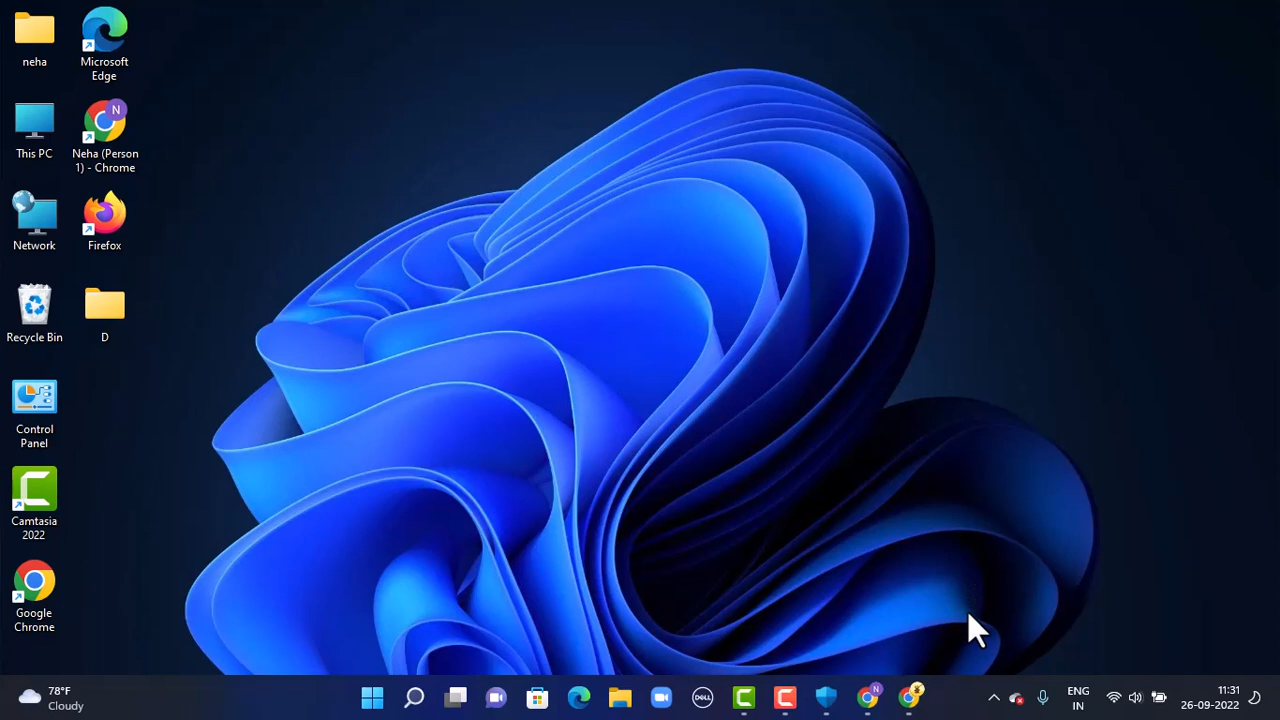 neha
Microsoft
Edge
This PC
N
Neha (Person
1) - Chrome
Network
Firefox
Recycle Bin
D
Control
Panel
Camtasia
2022
Google
Chrome
78°F
Cloudy
DELL
N
ENG
IN
11:31
26-09-2022